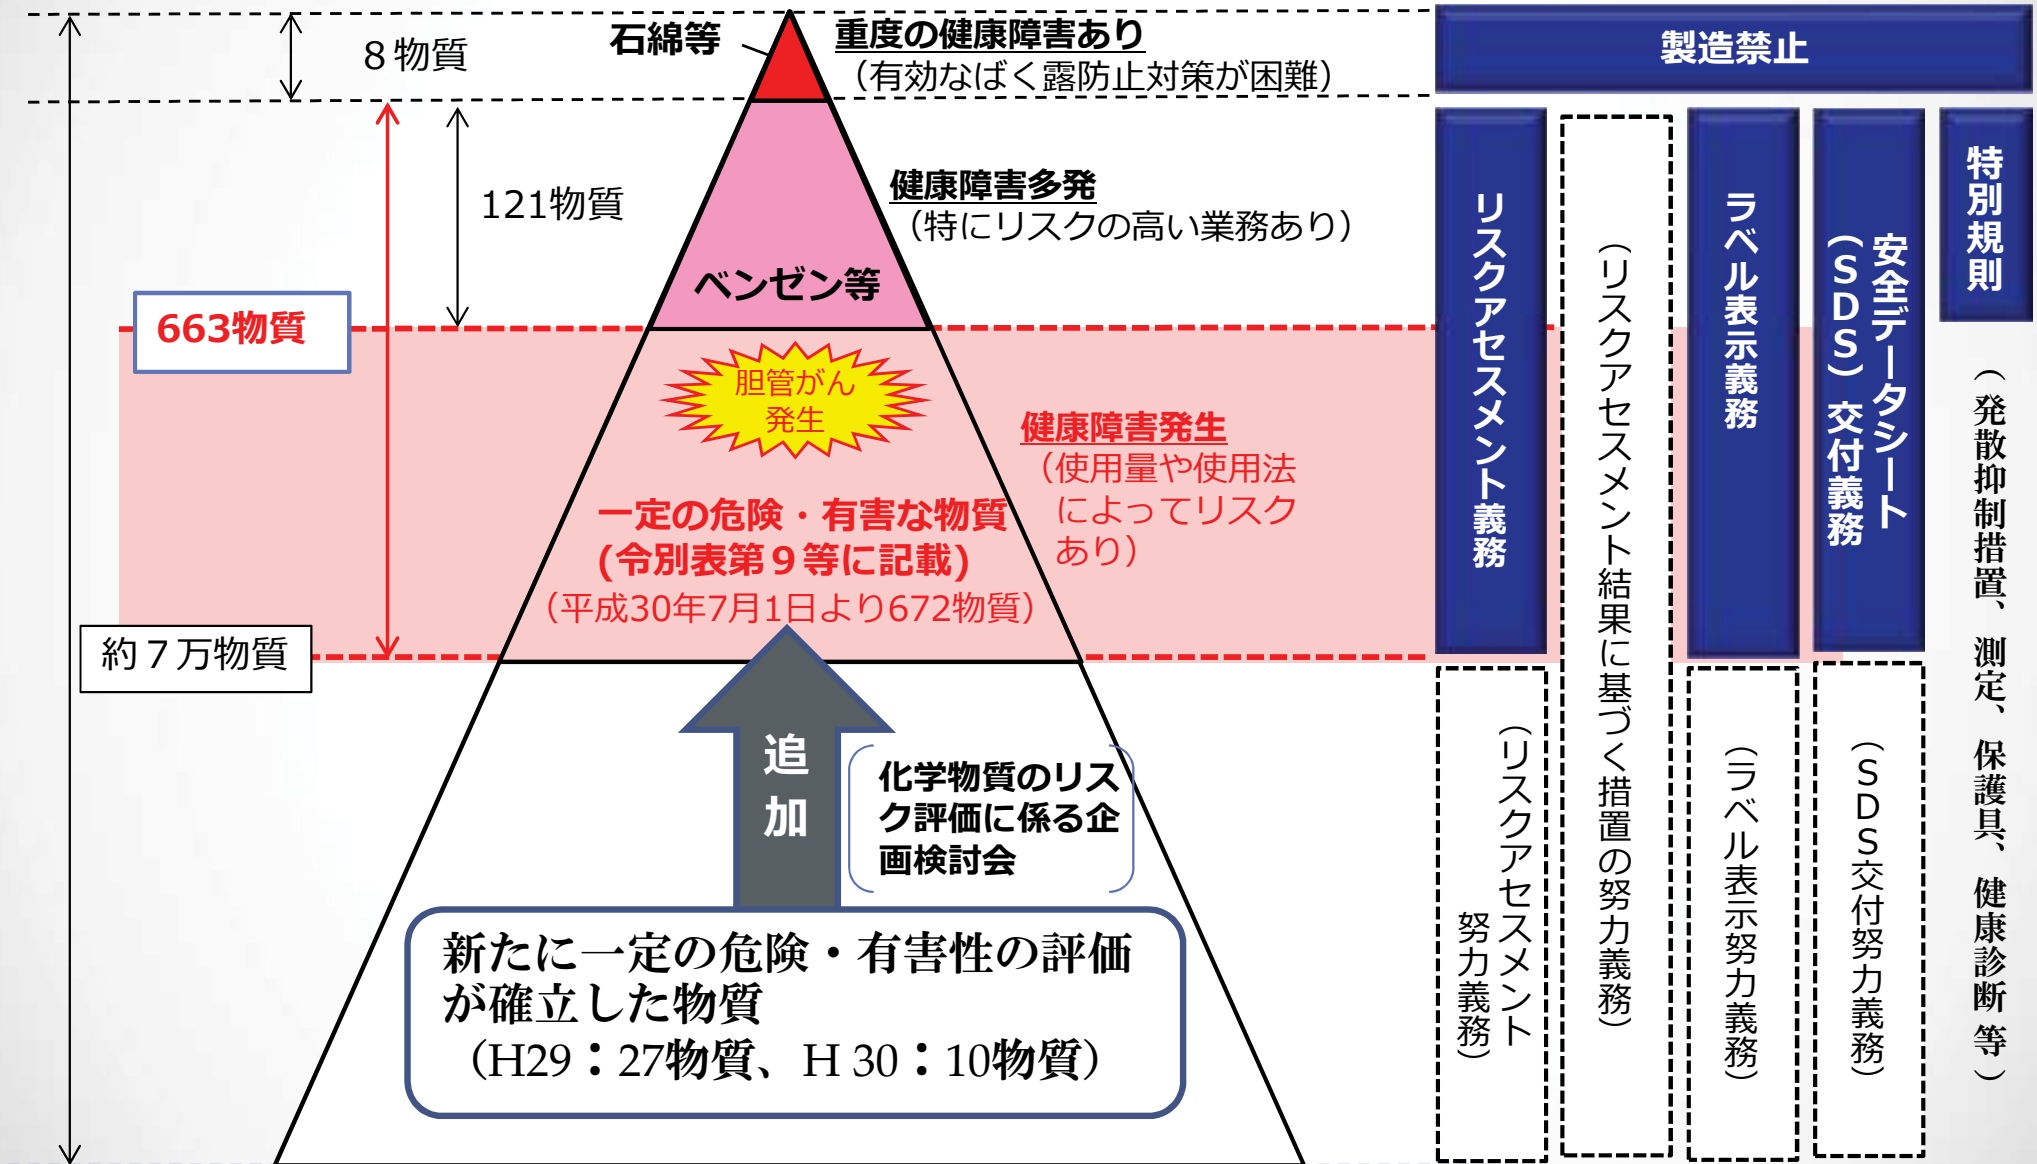 8物質
石綿等
重度の健康障害あり
（有効なばく露防止対策が困難）
製造禁止
121物質
健康障害多発
（特にリスクの高い業務あり）
ベンゼン等
663物質
胆管がん
発生
健康障害発生
（使用量や使用法
によってリスク
あり）
一定の危険・有害な物質
(令別表第９等に記載)
（平成30年7月1日より672物質）
約７万物質
追
加
化学物質のリス
ク評価に係る企
画検討会
新たに一定の危険・有害性の評価
が確立した物質
（H29：27物質、H 30：10物質）
リスクアセスメント義務
（リスクアセスメント
努力義務）
（リスクアセスメント結果に基づく措置の努力義務）
ラベル表示義務
（ラベル表示努力義務）
安全データシート
（ＳＤＳ）交付義務
（ＳＤＳ交付努力義務）
特別規則
（発散抑制措置、測定、保護具、健康診断 等）